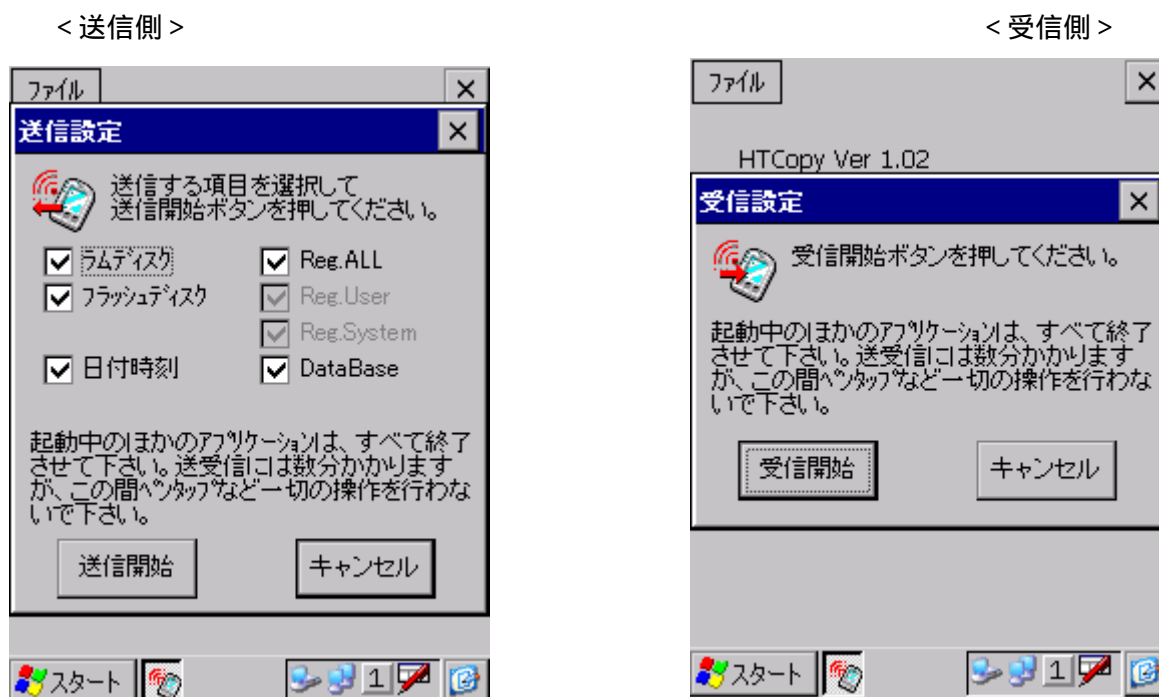 <送信側>
ファイル
送信設定
送信する項目を選択して
送信開始ボタンを押してください。
ラムディスク
Reg.ALL
フラッシュディスク
Reg.User
Reg.System
日付時刻
DataBase
起動中のほかのアプリケーションは、すべて終了
させて下さい。送受信には数分かかります
が、この間ペンタップなど一切の操作を行わな
いで下さい。
送信開始
キャンセル
スタート
1
<受信側>
ファイル
HTCopy Ver 1.02
受信設定
受信開始ボタンを押してください。
起動中のほかのアプリケーションは、すべて終了
させて下さい。送受信には数分かかります
が、この間ペンタップなど一切の操作を行わな
いで下さい。
受信開始
キャンセル
スタート
1